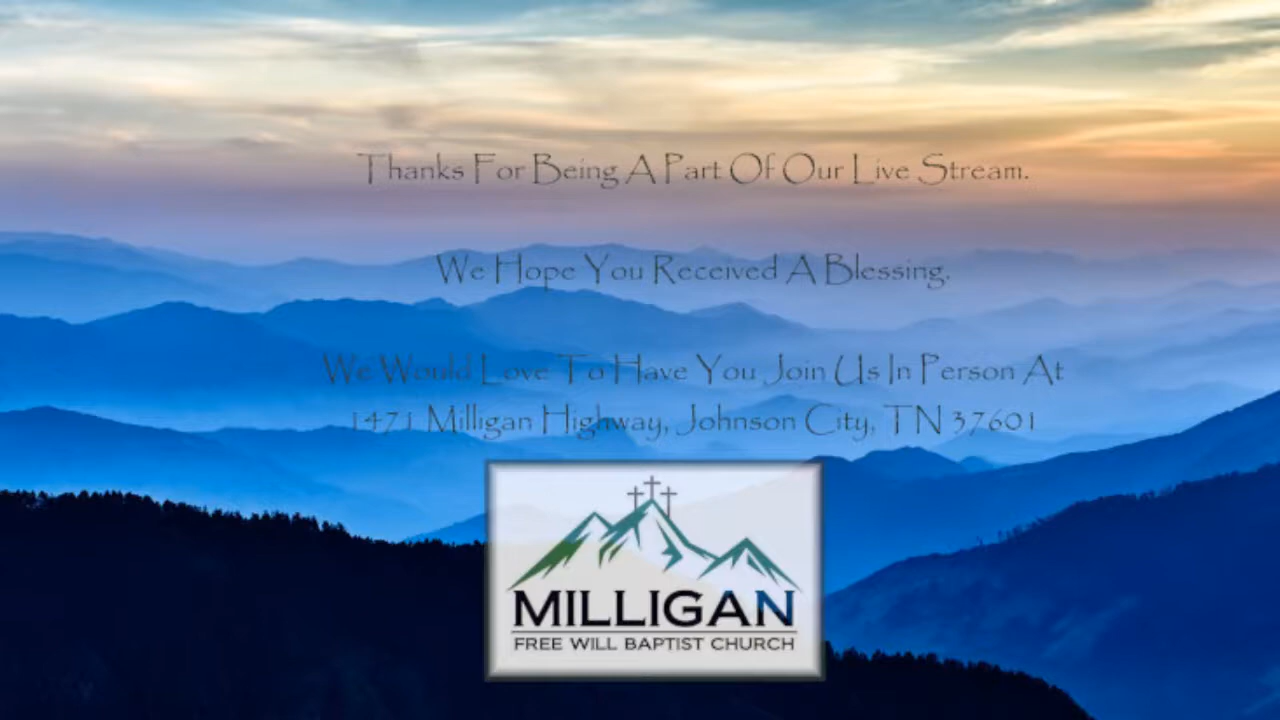 Thanks For Being A Part Of Our Live Stream.
We Hope You Received A Blessing.
We Would Love To Have You Join Us In Person At
1471 Milligan Highway, Johnson City, TN 37601
MILLIGAN
FREE WILL BAPTIST CHURCH